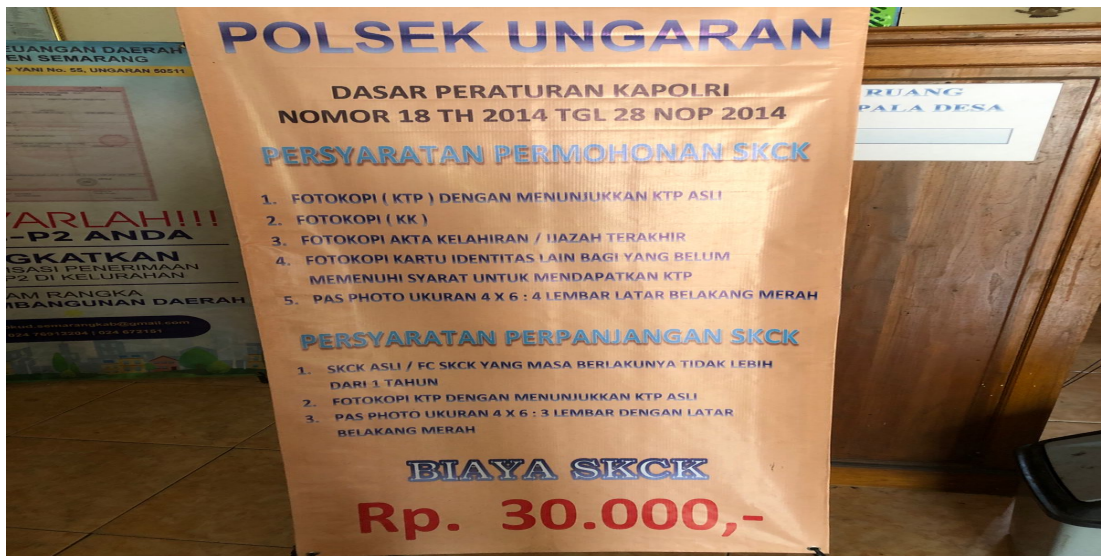 POLSEK UNGARAN
DASAR PERATURAN KAPOLRI
NOMOR 18 TH 2014 TGL 28 NOP 2014
PERSYARATAN PERMOHONAN SKCK
1. FOTOKOPI ( KTP ) DENGAN MENUNJUKKAN KTP ASLI
2. FOTOKOPI ( KK )
3. FOTOKOPI AKTA KELAHIRAN / IJAZAH TERAKHIR
4. FOTOKOPI KARTU IDENTITAS LAIN BAGI YANG BELUM
MEMENUHI SYARAT UNTUK MENDAPATKAN KTP
5. PAS PHOTO UKURAN 4 X 6 : 4 LEMBAR LATAR BELAKANG MERAH
PERSYARATAN PERPANJANGAN SKCK
1. SKCK ASLI / FC SKCK YANG MASA BERLAKUNYA TIDAK LEBIH
DARI 1 TAHUN
2. FOTOKOPI KTP DENGAN MENUNJUKKAN KTP ASLI
3. PAS PHOTO UKURAN 4 X 6 : 3 LEMBAR DENGAN LATAR
BELAKANG MERAH
BIAYA SKCK
Rp. 30.000,-
EUANGAN DAERAH
EN SEMARANG
YANI No. 55, UNGARAN 50511
YARLAH!!!
-P2 ANDA
GKATKAN
ISASI PENERIMAAN
P2 DI KELURAHAN
AM RANGKA
MBANGUNAN DAERAH
RUANG
PALA DESA